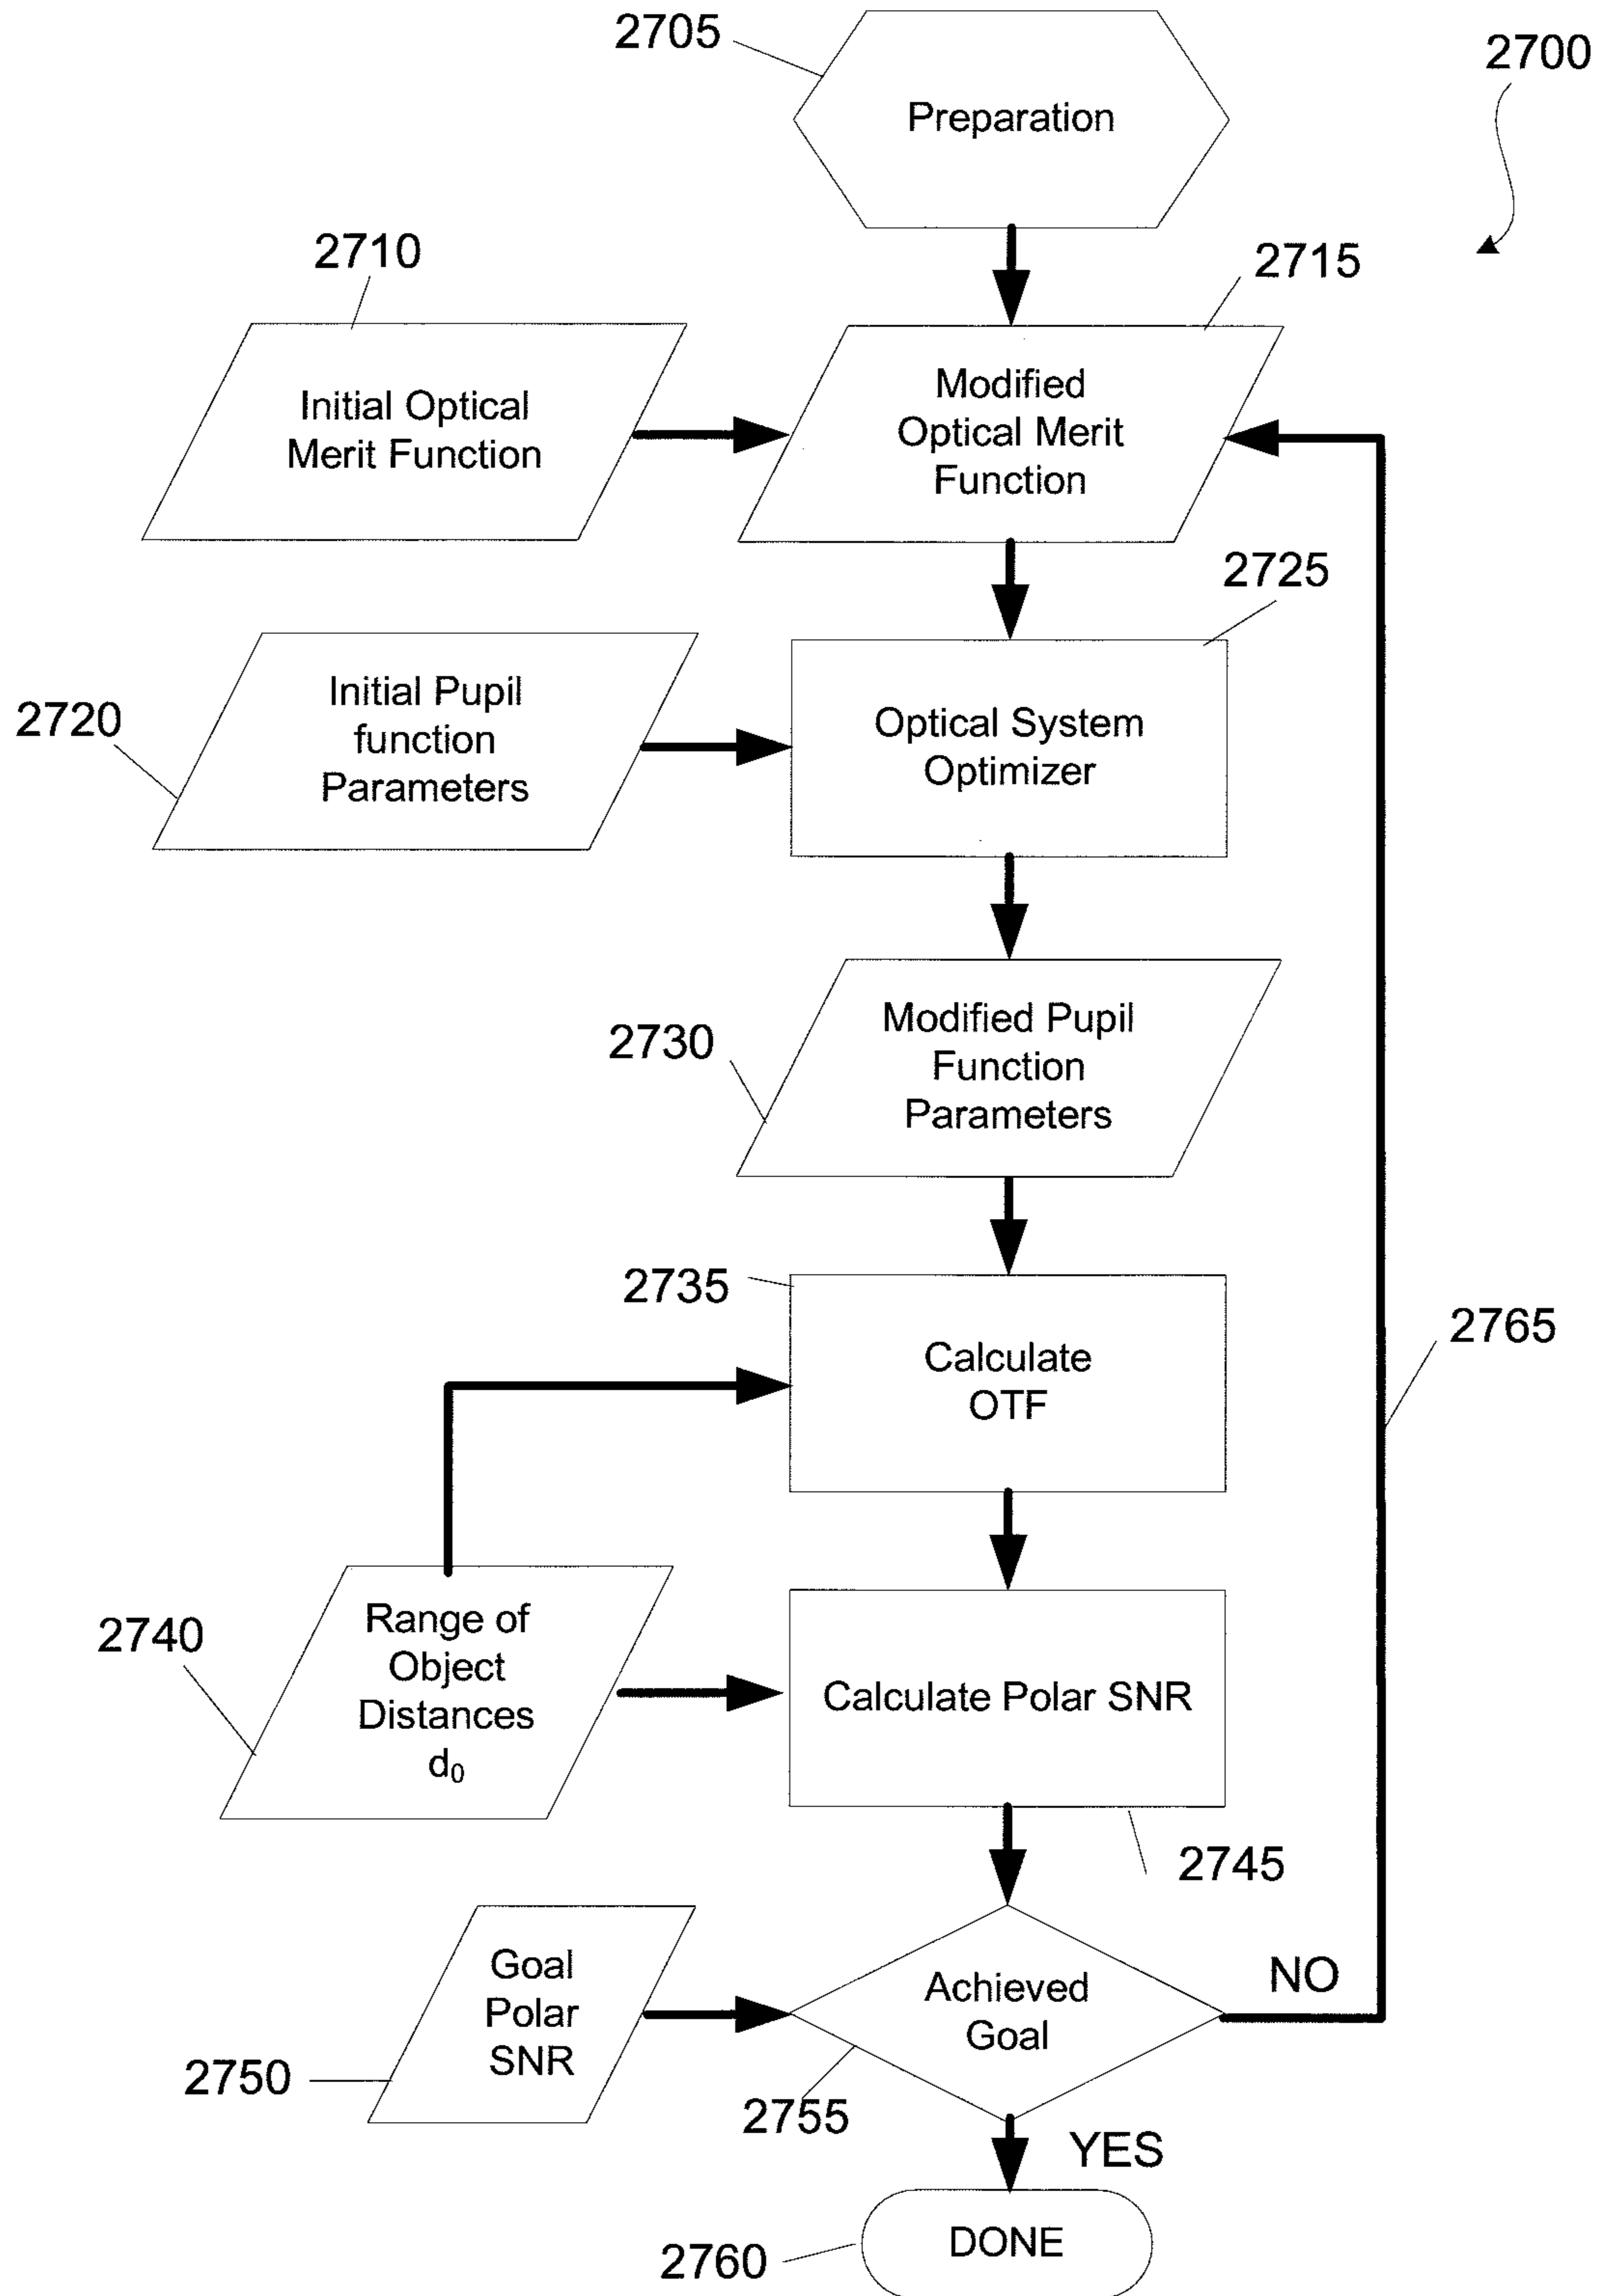 2705
Preparation
2700
2710
Initial Optical
Merit Function
2715
Modified
Optical Merit
Function
2720
Initial Pupil
function
Parameters
2725
Optical System
Optimizer
2730
Modified Pupil
Function
Parameters
2735
Calculate
OTF
2765
2740
Range of
Object
Distances
d₀
Calculate Polar SNR
2745
2750
Goal
Polar
SNR
Achieved
Goal
NO
2755
YES
2760
DONE